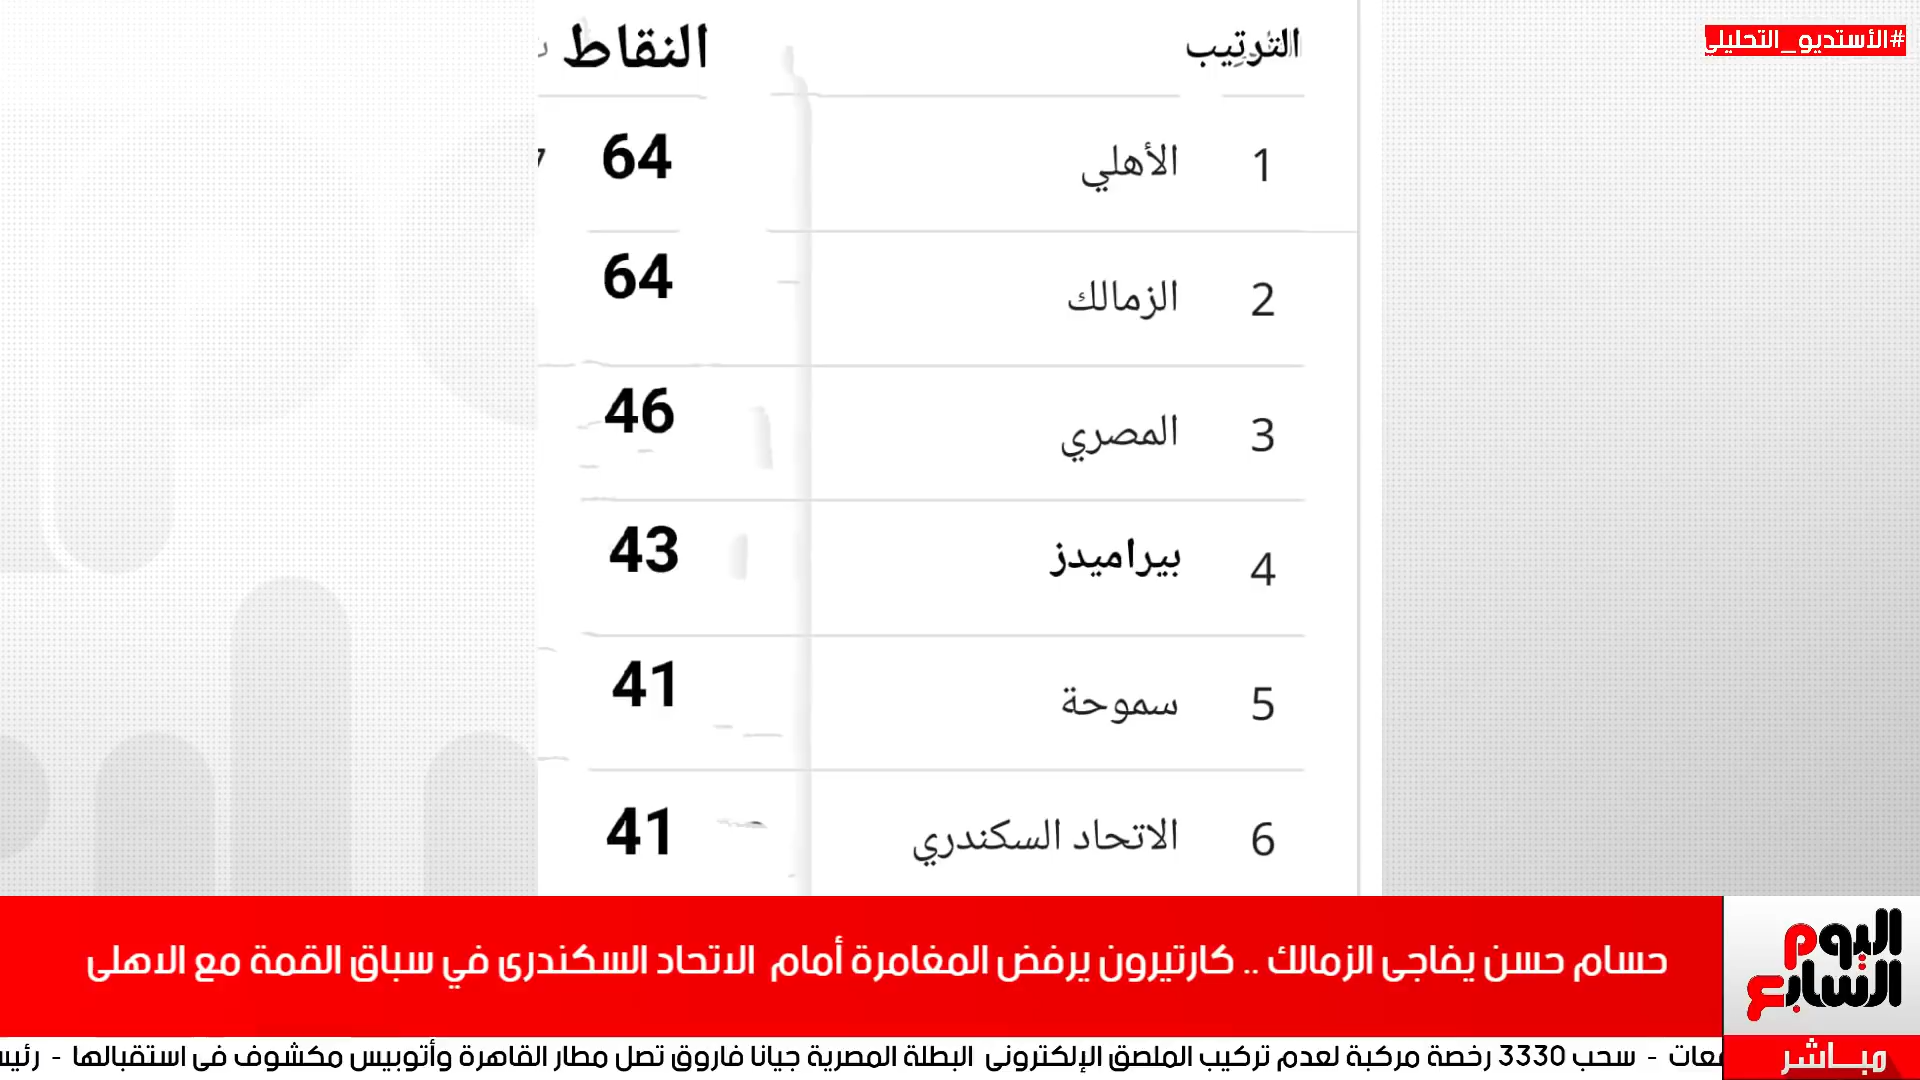 #الأستديو_التحليلي
الترتيب النقاط
1 الأهلي 64
2 الزمالك 64
3 المصري 46
4 بيراميدز 43
5 سموحة 41
6 الاتحاد السكندري 41
حسام حسن يفاجى الزمالك .. كارتيرون يرفض المغامرة أمام الاتحاد السكندرى في سباق القمة مع الاهلى
اليوم السابع
مباشر
سحب 3330 رخصة مركبة لعدم تركيب الملصق الإلكترونى البطلة المصرية جيانا فاروق تصل مطار القاهرة وأتوبيس مكشوف فى استقبالها -